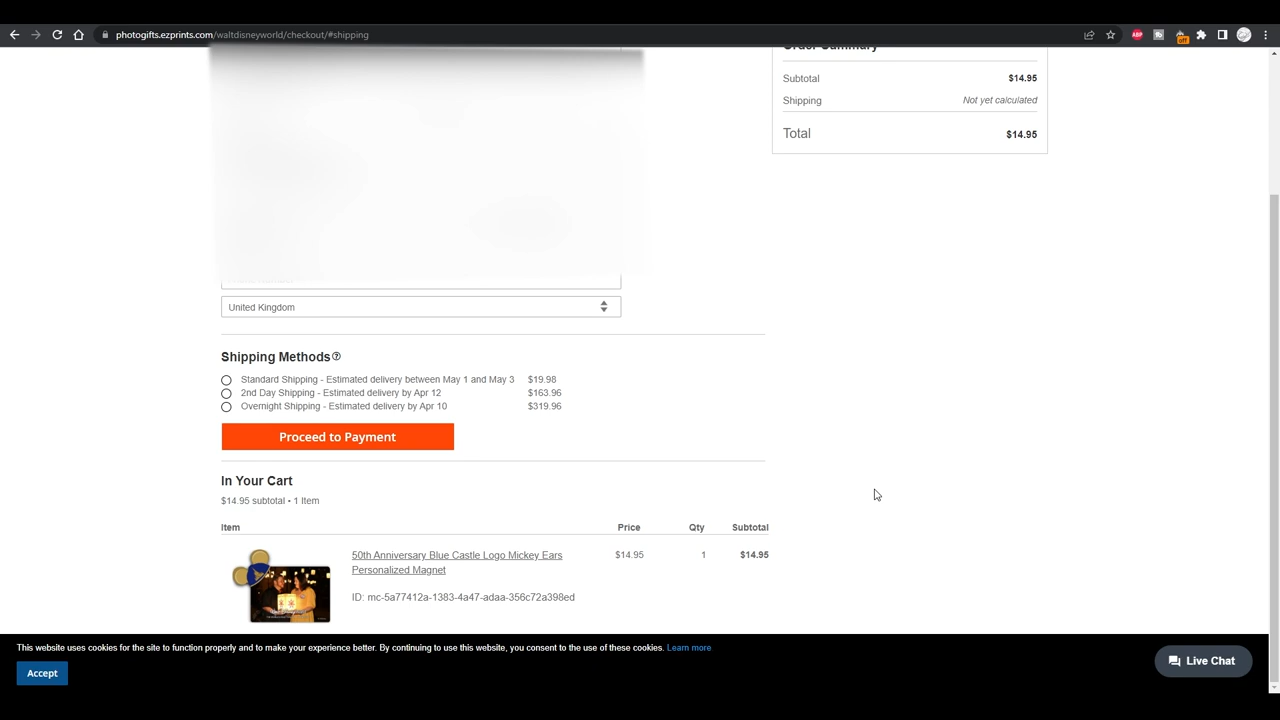 photogifts.ezprints.com/waltdisneyworld/checkout/#shipping
ABP
off
Order Summary
Subtotal $14.95
Shipping Not yet calculated
Total $14.95
United Kingdom
Shipping Methods
Standard Shipping - Estimated delivery between May 1 and May 3 $19.98
2nd Day Shipping - Estimated delivery by Apr 12 $163.96
Overnight Shipping - Estimated delivery by Apr 10 $319.96
Proceed to Payment
In Your Cart
$14.95 subtotal • 1 Item
Item Price Qty Subtotal
50th Anniversary Blue Castle Logo Mickey Ears $14.95 1 $14.95
Personalized Magnet
ID: mc-5a77412a-1383-4a47-adaa-356c72a398ed
This website uses cookies for the site to function properly and to make your experience better. By continuing to use this website, you consent to the use of these cookies. Learn more
Accept
Live Chat